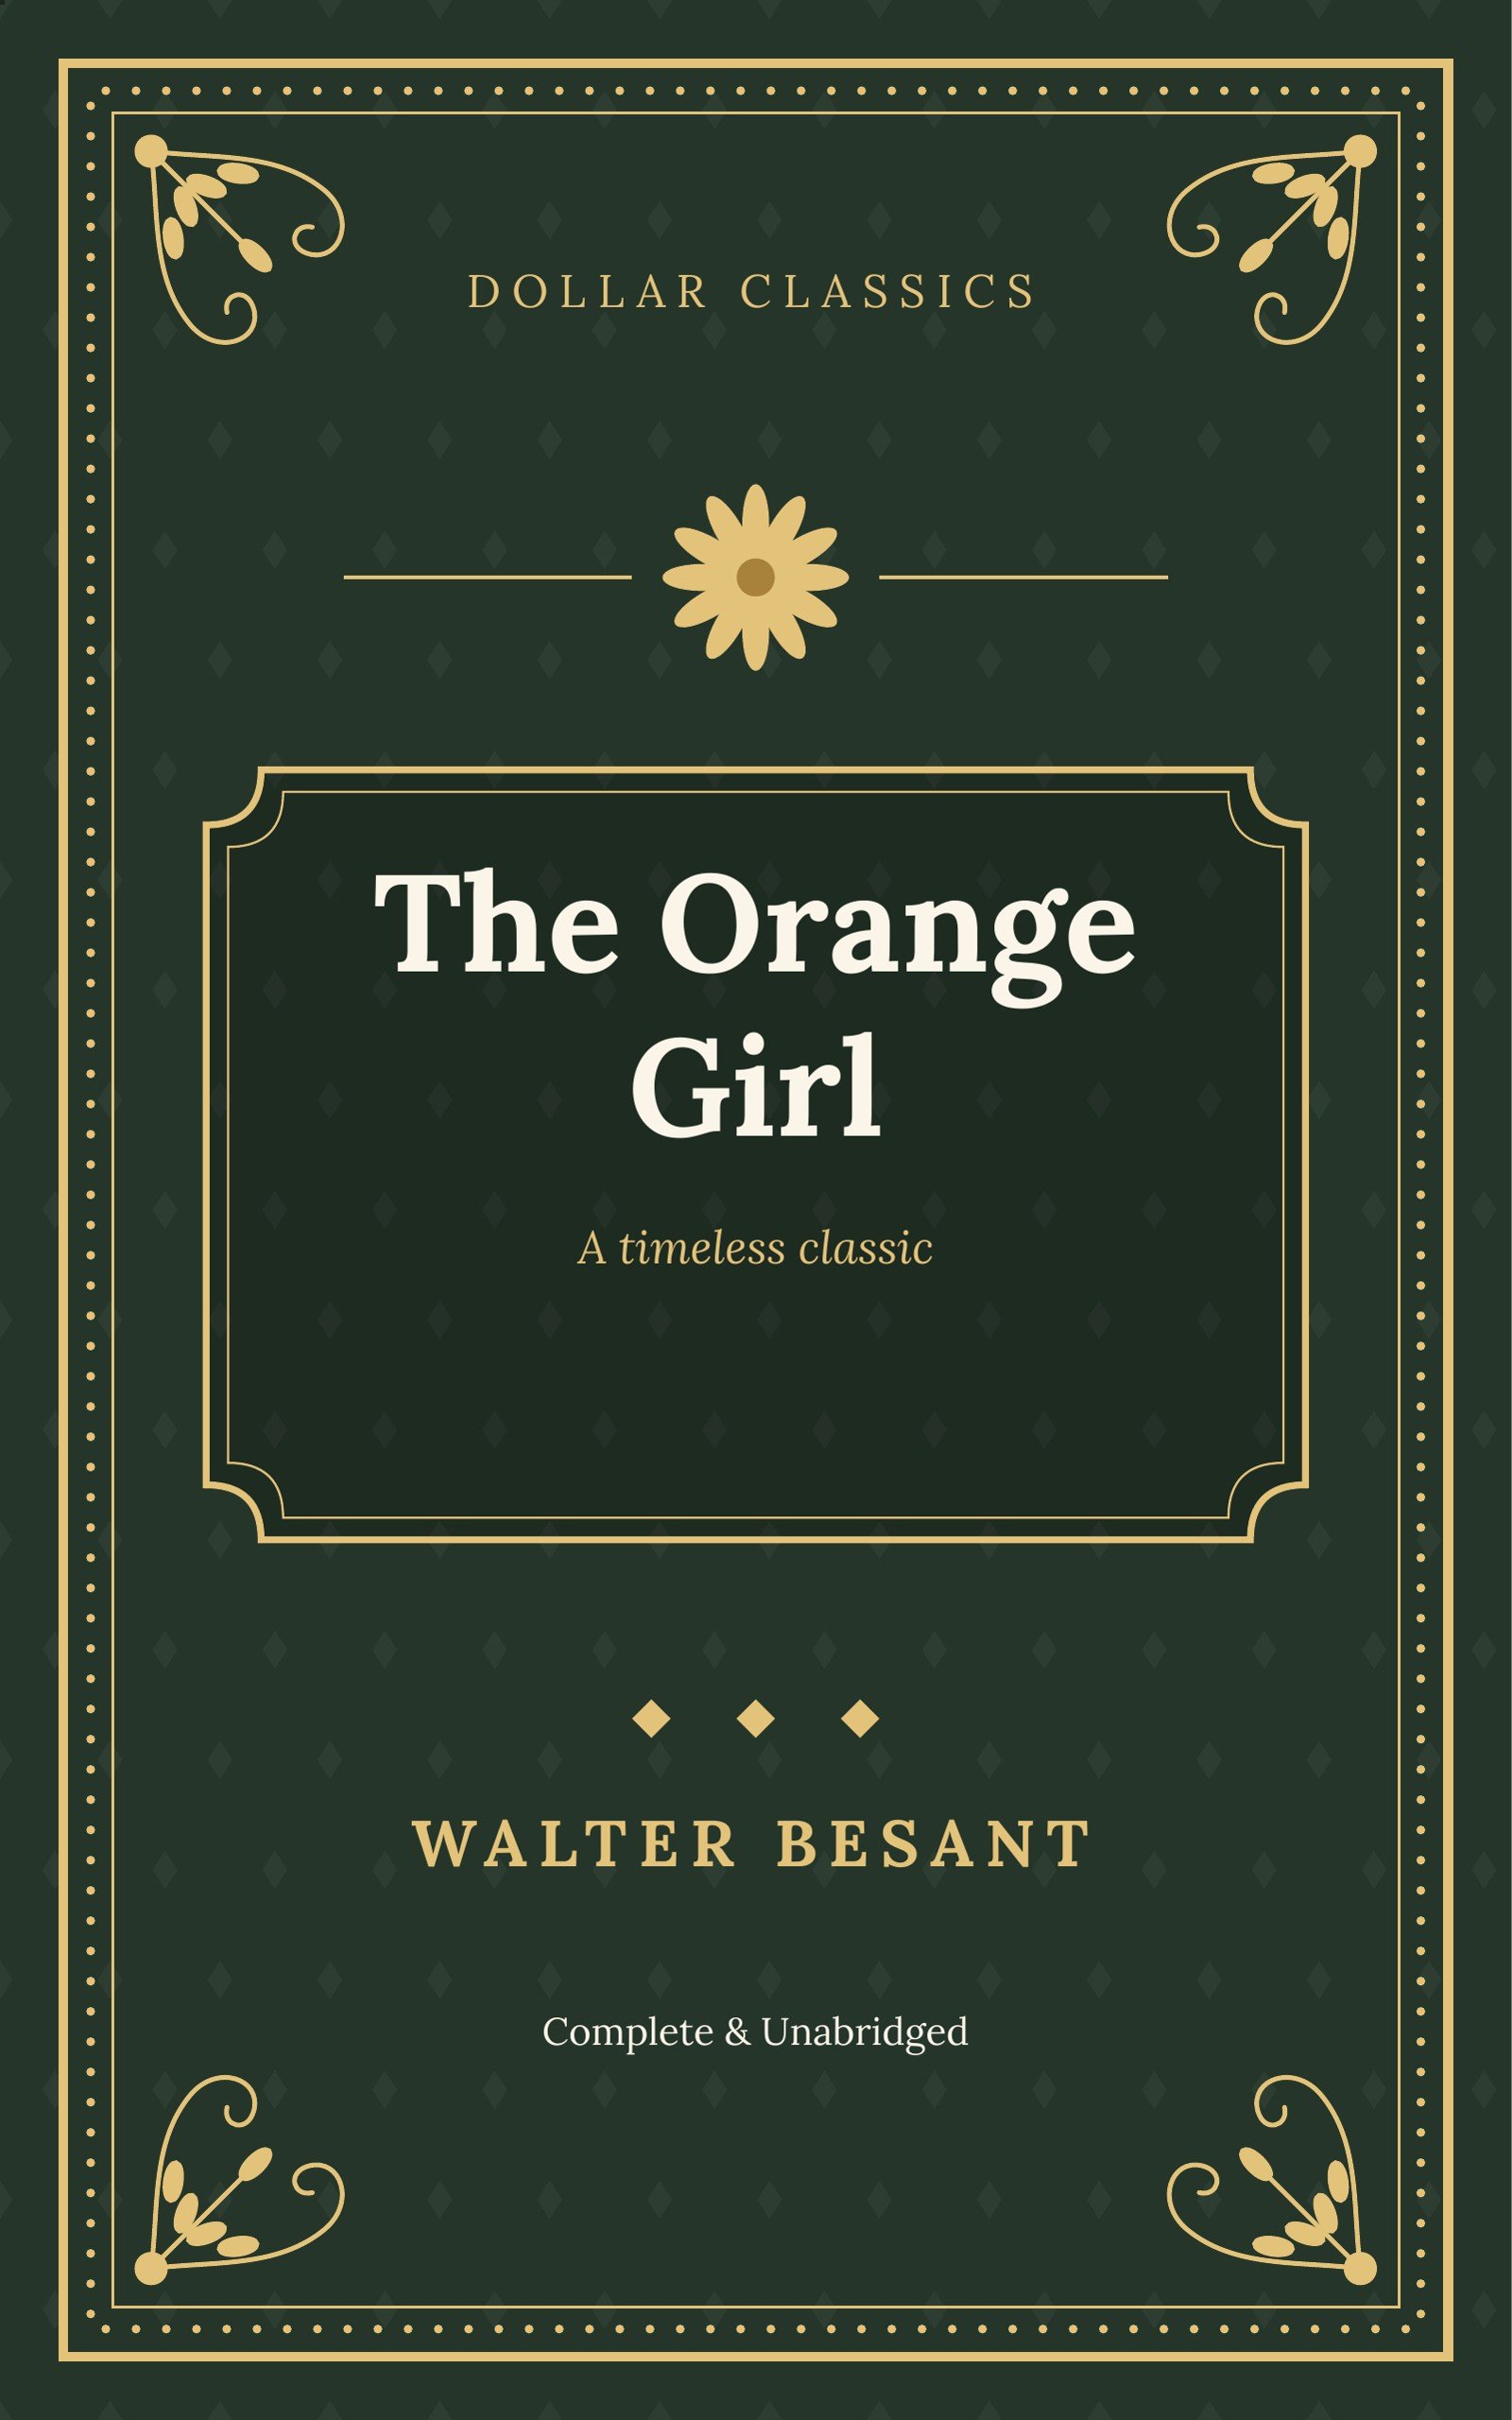 DOLLAR CLASSICS
The Orange
Girl
A timeless classic
WALTER BESANT
Complete & Unabridged